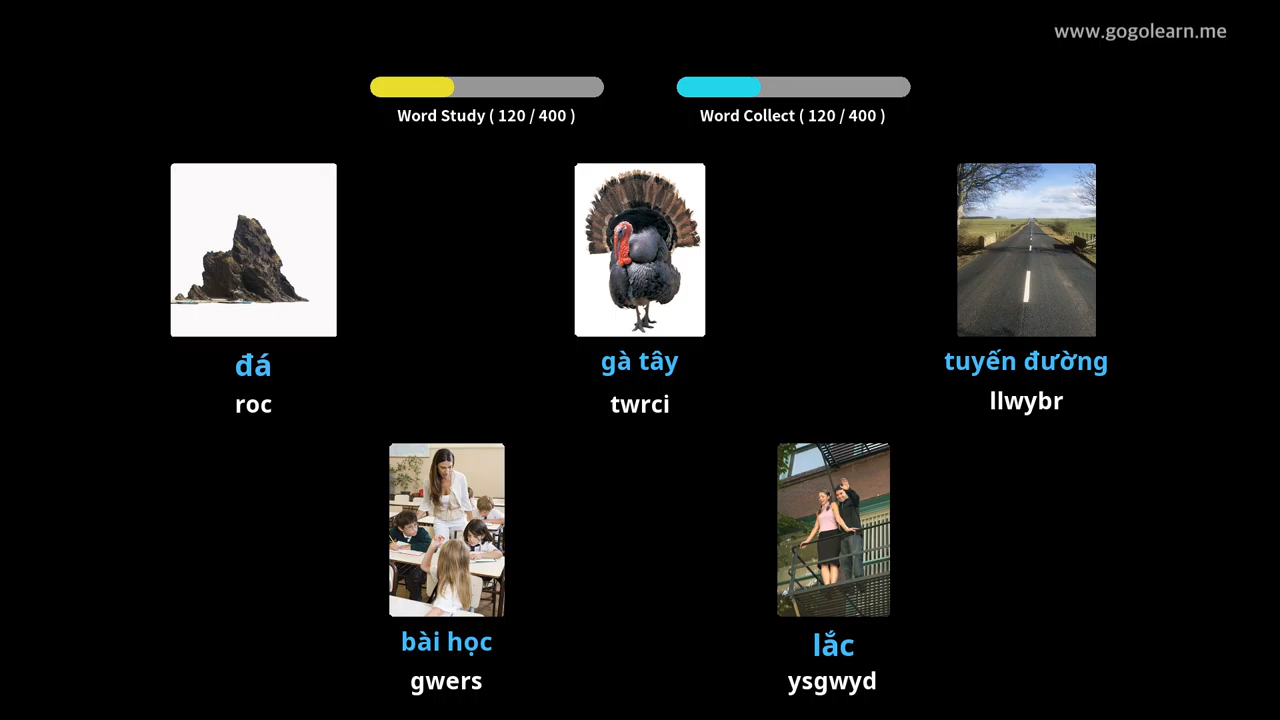 www.gogolearn.me
Word Study ( 120 / 400 )
Word Collect ( 120 / 400 )
đá
roc
gà tây
twrci
tuyến đường
llwybr
bài học
gwers
lắc
ysgwyd